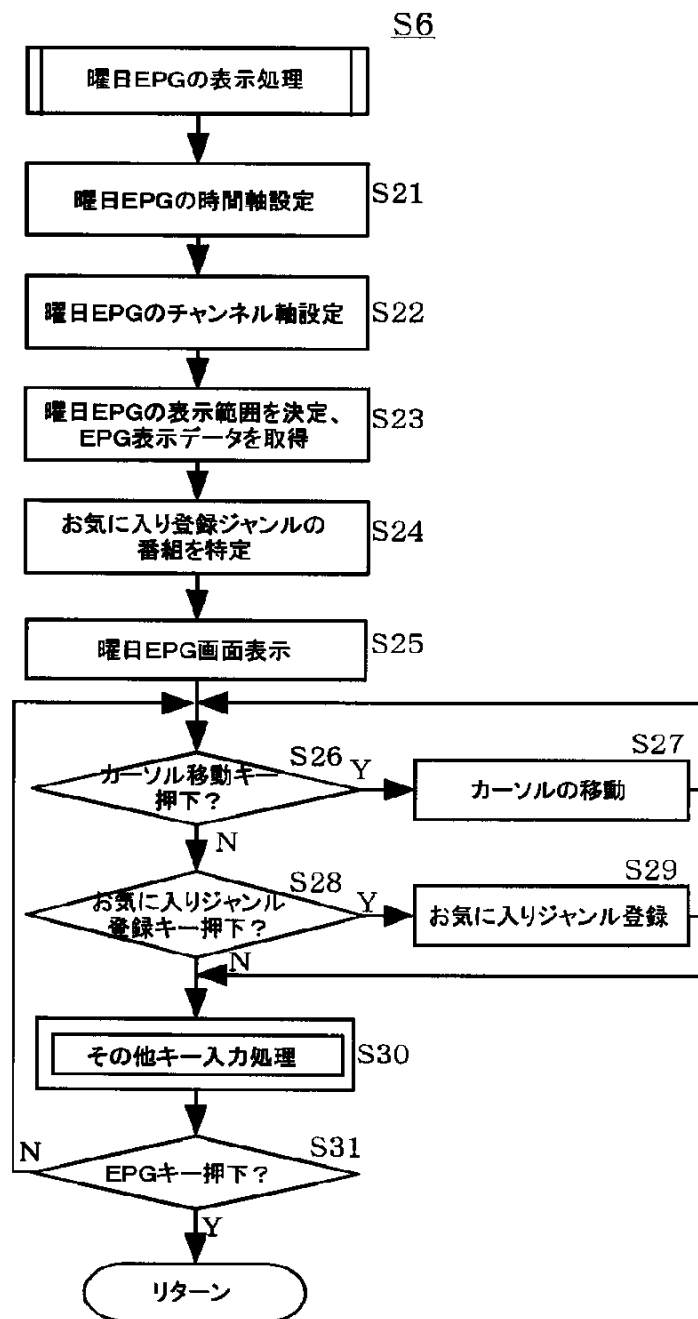 S6
曜日EPGの表示処理
曜日EPGの時間軸設定
S21
曜日EPGのチャンネル軸設定
S22
曜日EPGの表示範囲を決定、
EPG表示データを取得
S23
お気に入り登録ジャンルの
番組を特定
S24
曜日EPG画面表示
S25
S26
カーソル移動キー
押下？
Y
S27
カーソルの移動
N
S28
お気に入りジャンル
登録キー押下？
Y
S29
お気に入りジャンル登録
N
その他キー入力処理
S30
S31
N
EPGキー押下？
Y
リターン